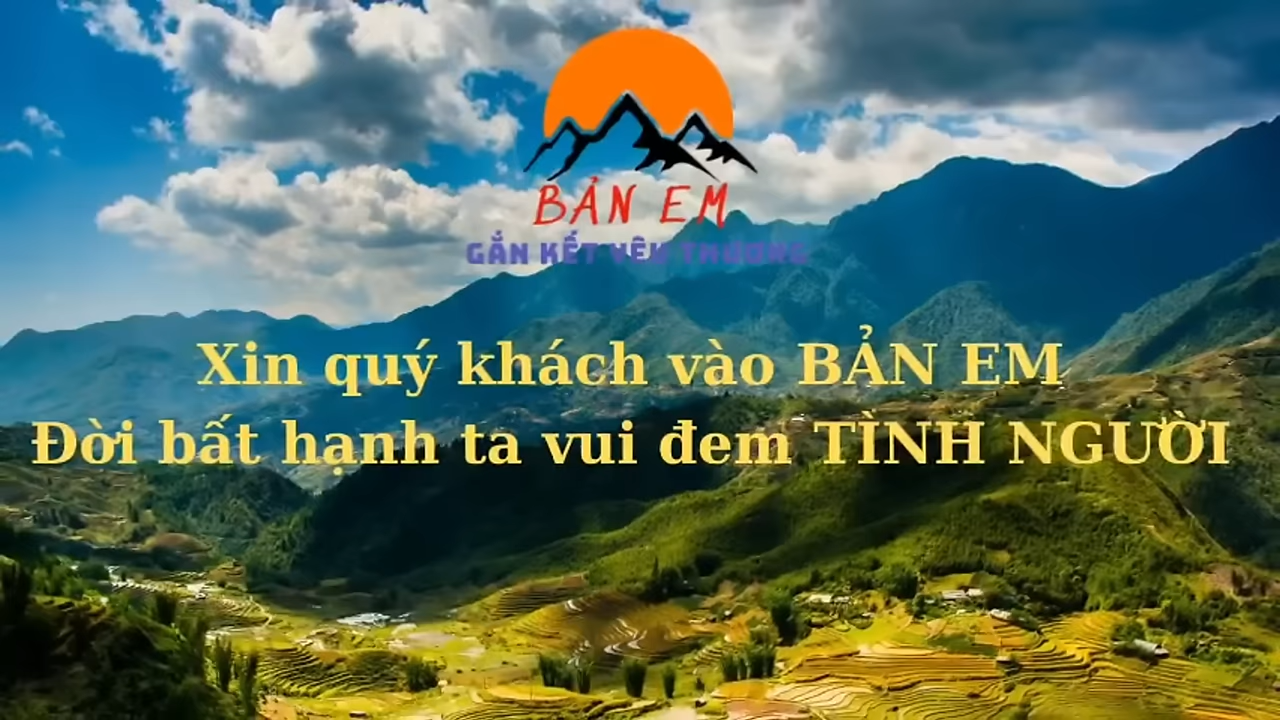 BẢN EM
GẮN KẾT YÊU THƯƠNG
Xin quý khách vào BẢN EM
Đời bất hạnh ta vui đem TÌNH NGƯỜI